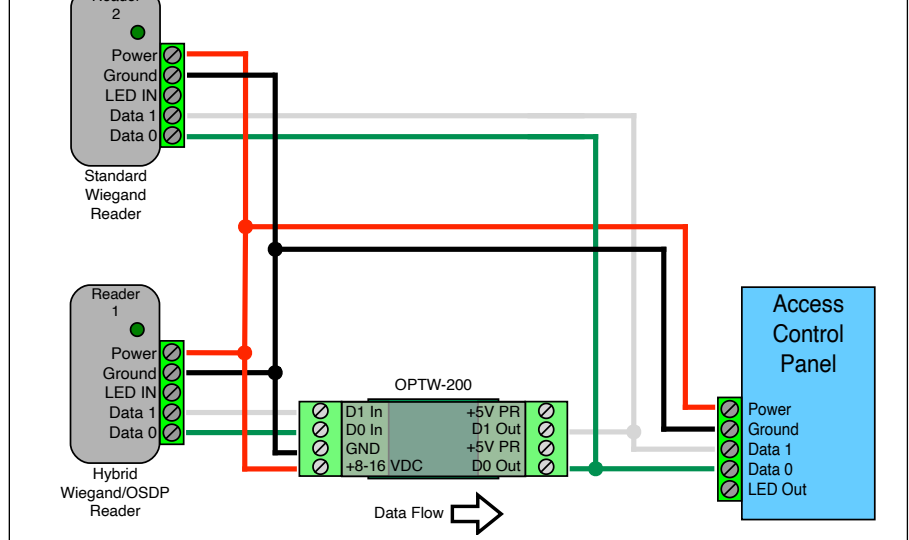 Reader
2
Power
Ground
LED IN
Data 1
Data 0
Standard
Wiegand
Reader
Reader
1
Power
Ground
LED IN
Data 1
Data 0
Hybrid
Wiegand/OSDP
Reader
OPTW-200
D1 In
D0 In
GND
+8-16 VDC
+5V PR
D1 Out
+5V PR
D0 Out
Data Flow
Access
Control
Panel
Power
Ground
Data 1
Data 0
LED Out